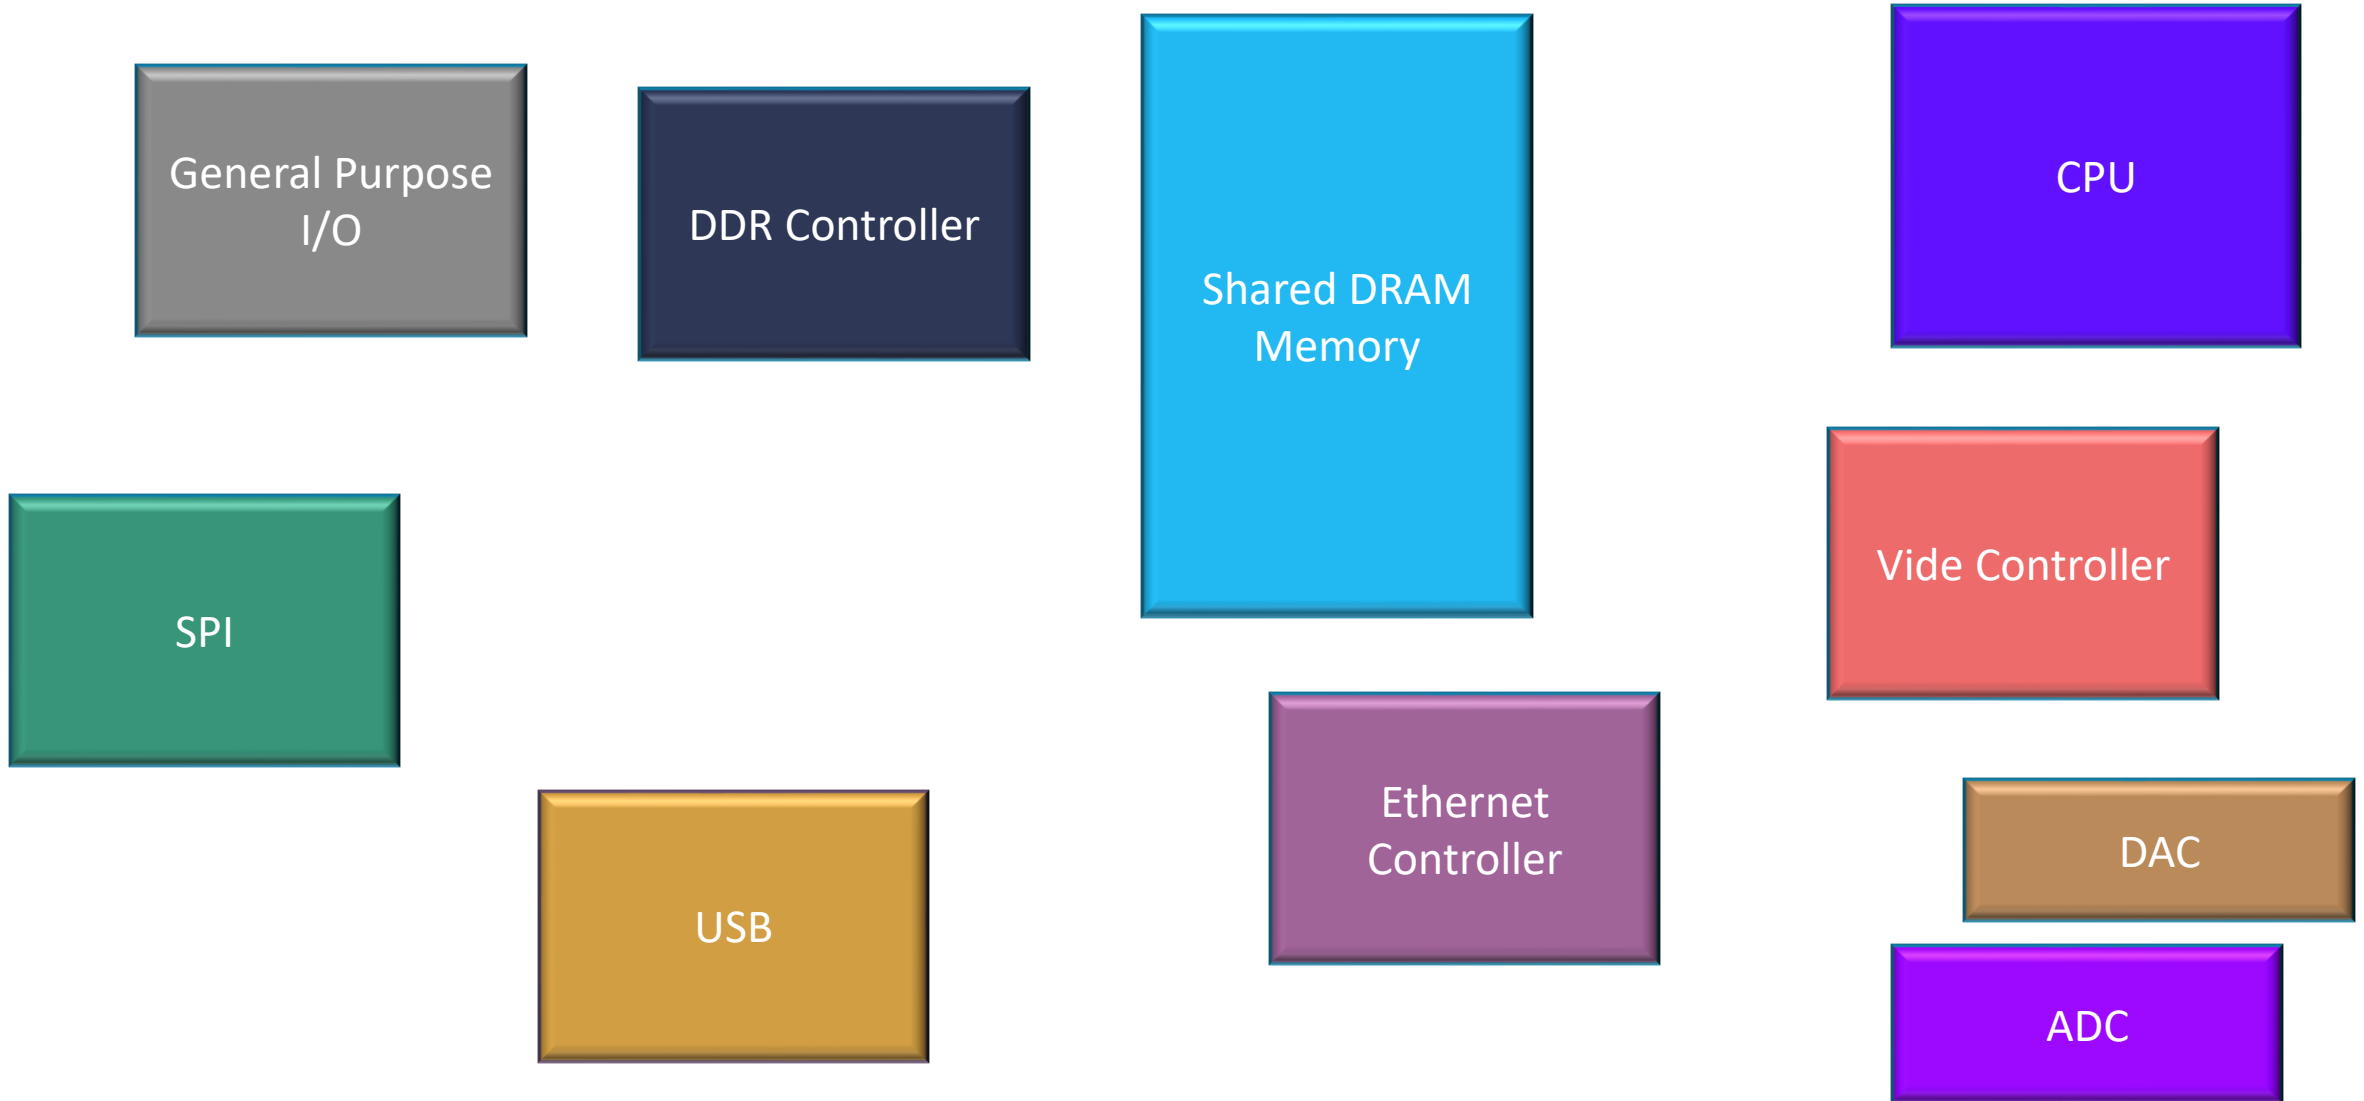 General Purpose
I/O
DDR Controller
Shared DRAM
Memory
CPU
SPI
Vide Controller
USB
Ethernet
Controller
DAC
ADC